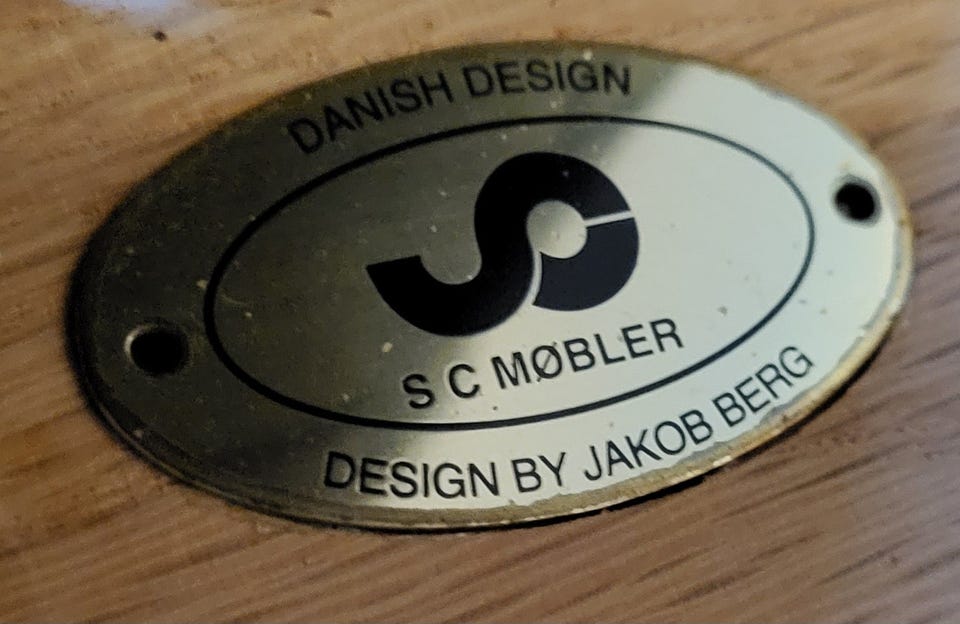 DANISH DESIGN
S C MØBLER
DESIGN BY JAKOB BERG